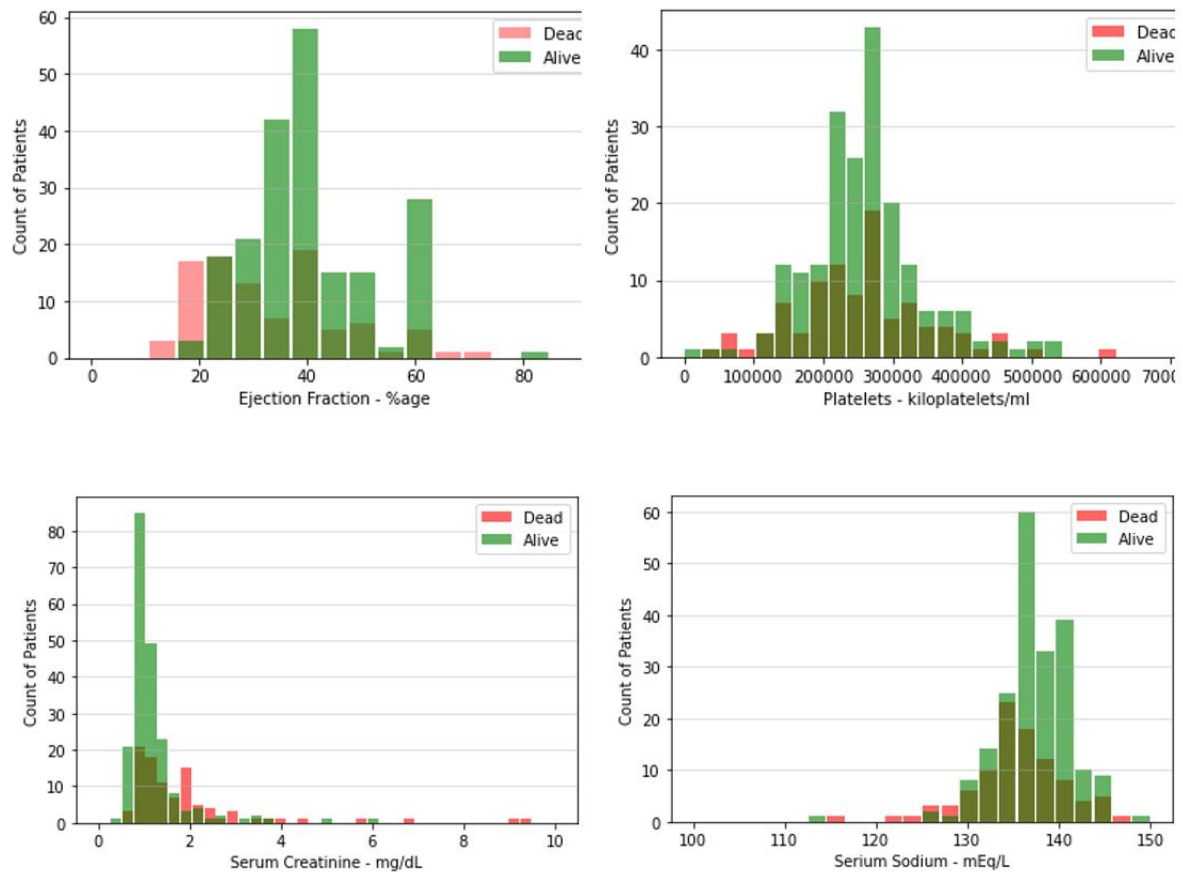 60
50
40
30
20
10
0
Count of Patients
Dead
Alive
0 20 40 60 80
Ejection Fraction - %age
40
30
20
10
0
Count of Patients
Dead
Alive
0 100000 200000 300000 400000 500000 600000 7000
Platelets - kiloplatelets/ml
80
70
60
50
40
30
20
10
0
Count of Patients
Dead
Alive
0 2 4 6 8 10
Serum Creatinine - mg/dL
60
50
40
30
20
10
0
Count of Patients
Dead
Alive
100 110 120 130 140 150
Serium Sodium - mEq/L